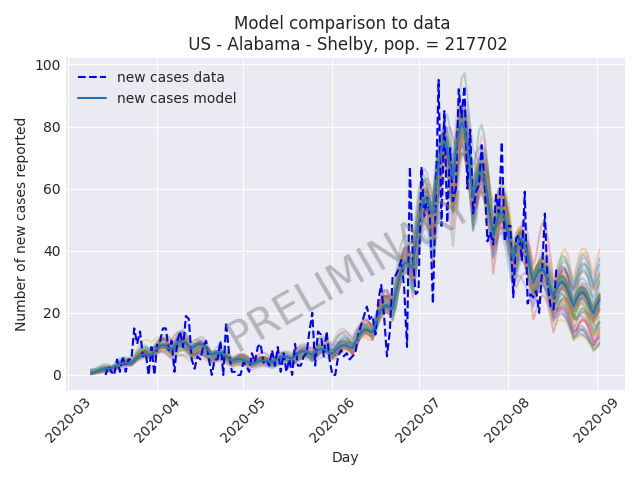 Model comparison to data
US - Alabama - Shelby, pop. = 217702
new cases data
new cases model
PRELIMINARY
Number of new cases reported
100
80
60
40
20
0
2020-03
2020-04
2020-05
2020-06
2020-07
2020-08
2020-09
Day